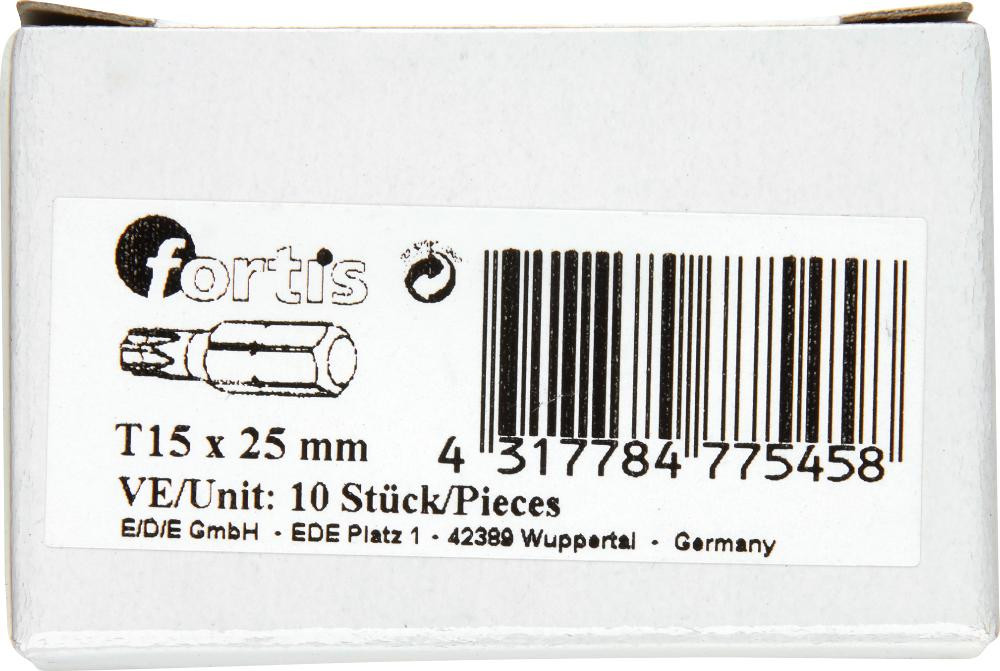 fortis
T15 x 25 mm
4 317784 775458
VE/Unit: 10 Stück/Pieces
E/D/E GmbH - EDE Platz 1 - 42389 Wuppertal - Germany